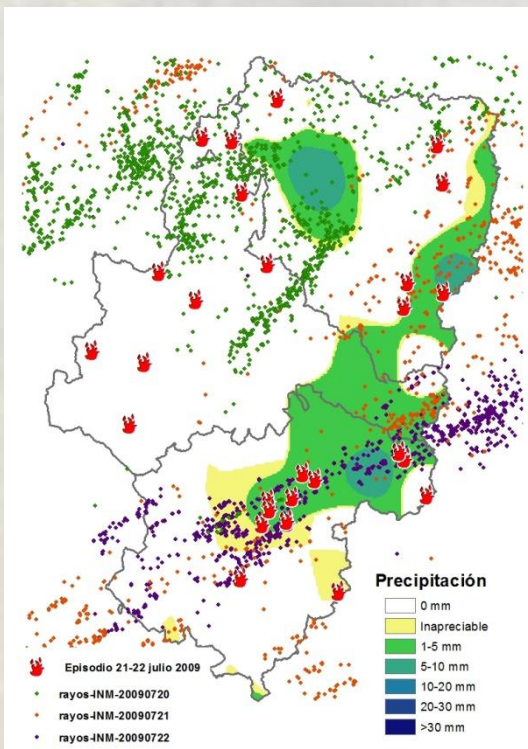 Precipitación
0 mm
Inapreciable
1-5 mm
5-10 mm
10-20 mm
20-30 mm
>30 mm
Episodio 21-22 julio 2009
rayos-INM-20090720
rayos-INM-20090721
rayos-INM-20090722